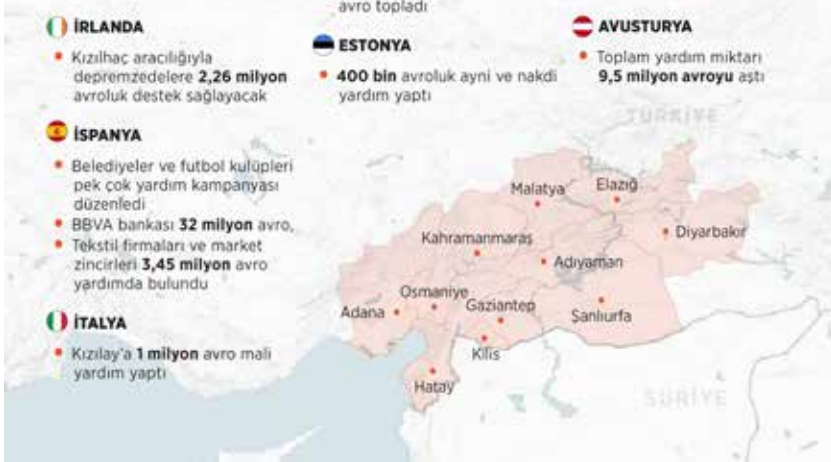 avro topladı
İRLANDA
• Kızılhaç aracılığıyla
depremzedelere 2,26 milyon
avroluk destek sağlayacak
İSPANYA
• Belediyeler ve futbol kulüpleri
pek çok yardım kampanyası
düzenledi
• BBVA bankası 32 milyon avro,
• Tekstil firmaları ve market
zincirleri 3,45 milyon avro
yardımda bulundu
İTALYA
• Kızılay'a 1 milyon avro mali
yardım yaptı
ESTONYA
• 400 bin avroluk ayni ve nakdi
yardım yaptı
AVUSTURYA
• Toplam yardım miktarı
9,5 milyon avroyu aştı
TÜRKİYE
Malatya
Elazığ
Diyarbakır
Kahramanmaraş
Adıyaman
Osmaniye
Gaziantep
Adana
Şanlıurfa
Kilis
Hatay
SURİYE